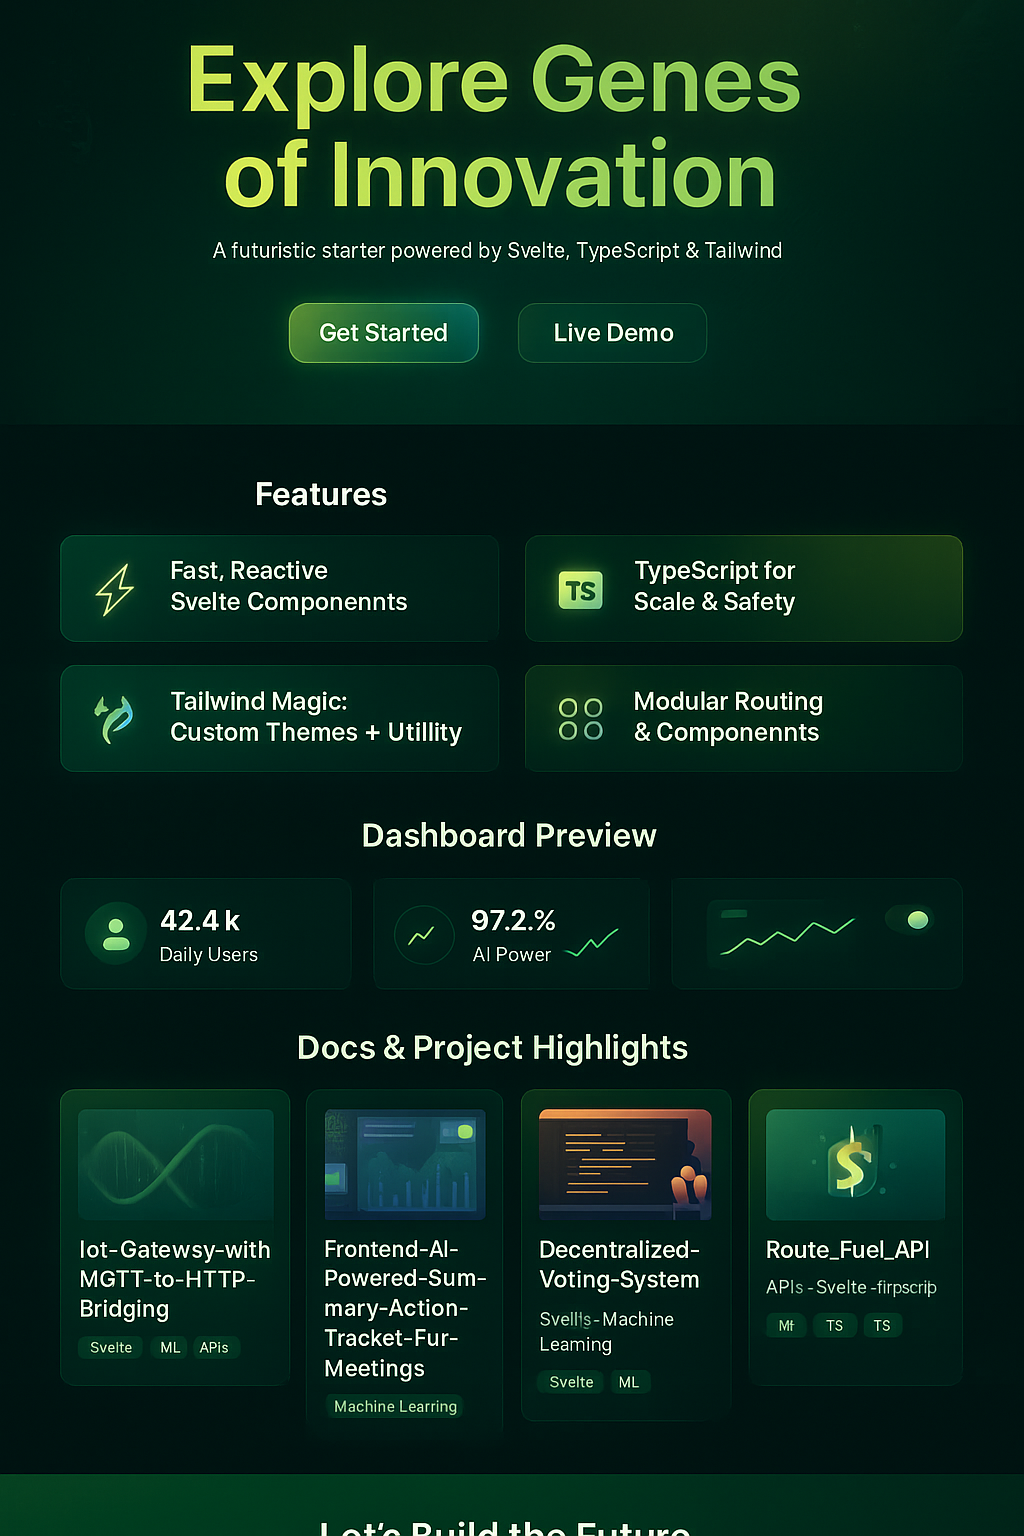 Explore Genes
of Innovation
A futuristic starter powered by Svelte, TypeScript & Tailwind
Get Started
Live Demo
Features
Fast, Reactive
Svelte Componennts
TS
TypeScript for
Scale & Safety
Tailwind Magic:
Custom Themes + Utillity
Modular Routing
& Componennts
Dashboard Preview
42.4 k
Daily Users
97.2.%
AI Power
Docs & Project Highlights
Iot-Gatewsy-with
MGTT-to-HTTP-
Bridging
Svelte
ML
APis
Frontend-AI-
Powered-Sum-
mary-Action-
Tracket-Fur-
Meetings
Machine Learring
Decentralized-
Voting-System
-Machine
Leaming
Svelte
ML
$
Route_Fuel_API
APIs - Svelte -firpscrip
TS
TS
Let's Build the Future